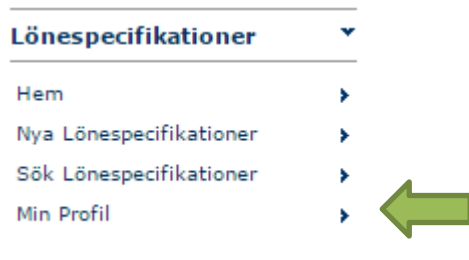 Lönespecifikationer
Hem
Nya Lönespecifikationer
Sök Lönespecifikationer
Min Profil